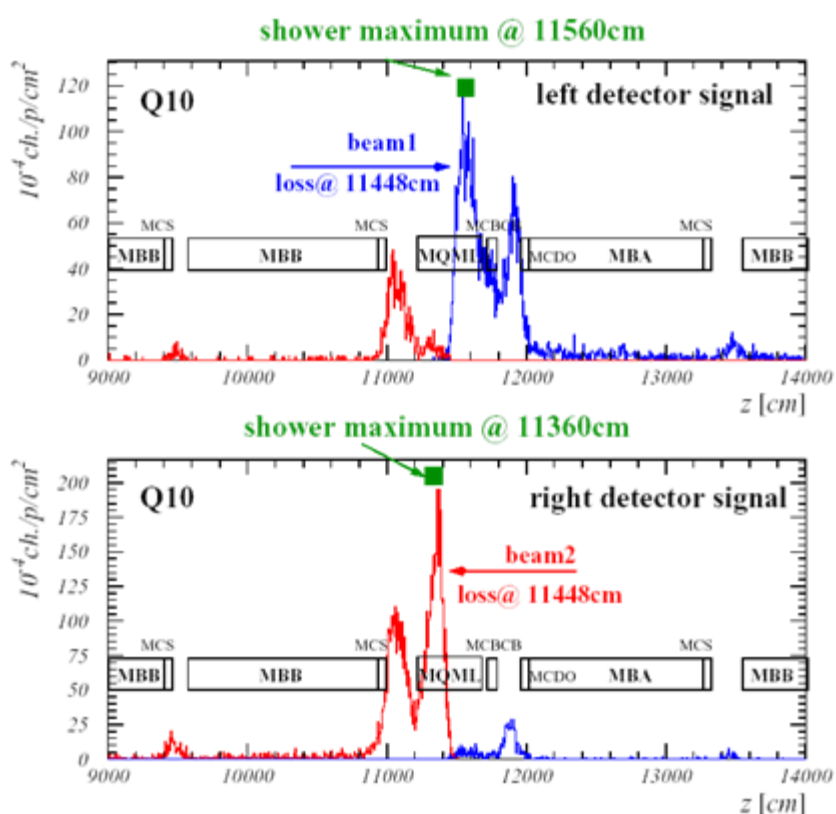 shower maximum @ 11560cm
10⁻⁴ch./p/cm²
120
100
80
60
40
20
0
Q10
left detector signal
beam1
loss@ 11448cm
MCS
MCS
MCBCB
MCS
MBB
MBB
MQML
MCDO
MBA
MBB
9000
10000
11000
12000
13000
14000
z [cm]
shower maximum @ 11360cm
10⁻⁴ch./p/cm²
200
175
150
125
100
75
50
25
0
Q10
right detector signal
beam2
loss@ 11448cm
MCS
MCS
MCBCB
MCS
MBB
MBB
MQML
MCDO
MBA
MBB
9000
10000
11000
12000
13000
14000
z [cm]